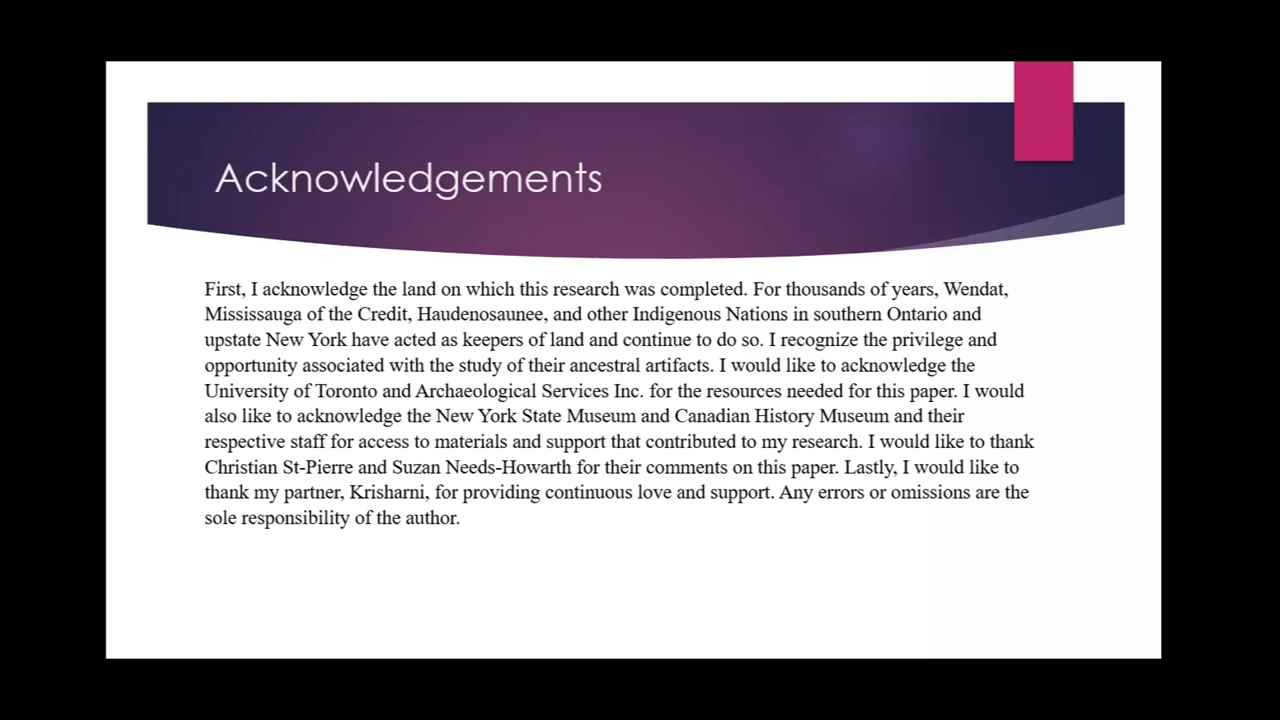 Acknowledgements
First, I acknowledge the land on which this research was completed. For thousands of years, Wendat,
Mississauga of the Credit, Haudenosaunee, and other Indigenous Nations in southern Ontario and
upstate New York have acted as keepers of land and continue to do so. I recognize the privilege and
opportunity associated with the study of their ancestral artifacts. I would like to acknowledge the
University of Toronto and Archaeological Services Inc. for the resources needed for this paper. I would
also like to acknowledge the New York State Museum and Canadian History Museum and their
respective staff for access to materials and support that contributed to my research. I would like to thank
Christian St-Pierre and Suzan Needs-Howarth for their comments on this paper. Lastly, I would like to
thank my partner, Krisharni, for providing continuous love and support. Any errors or omissions are the
sole responsibility of the author.